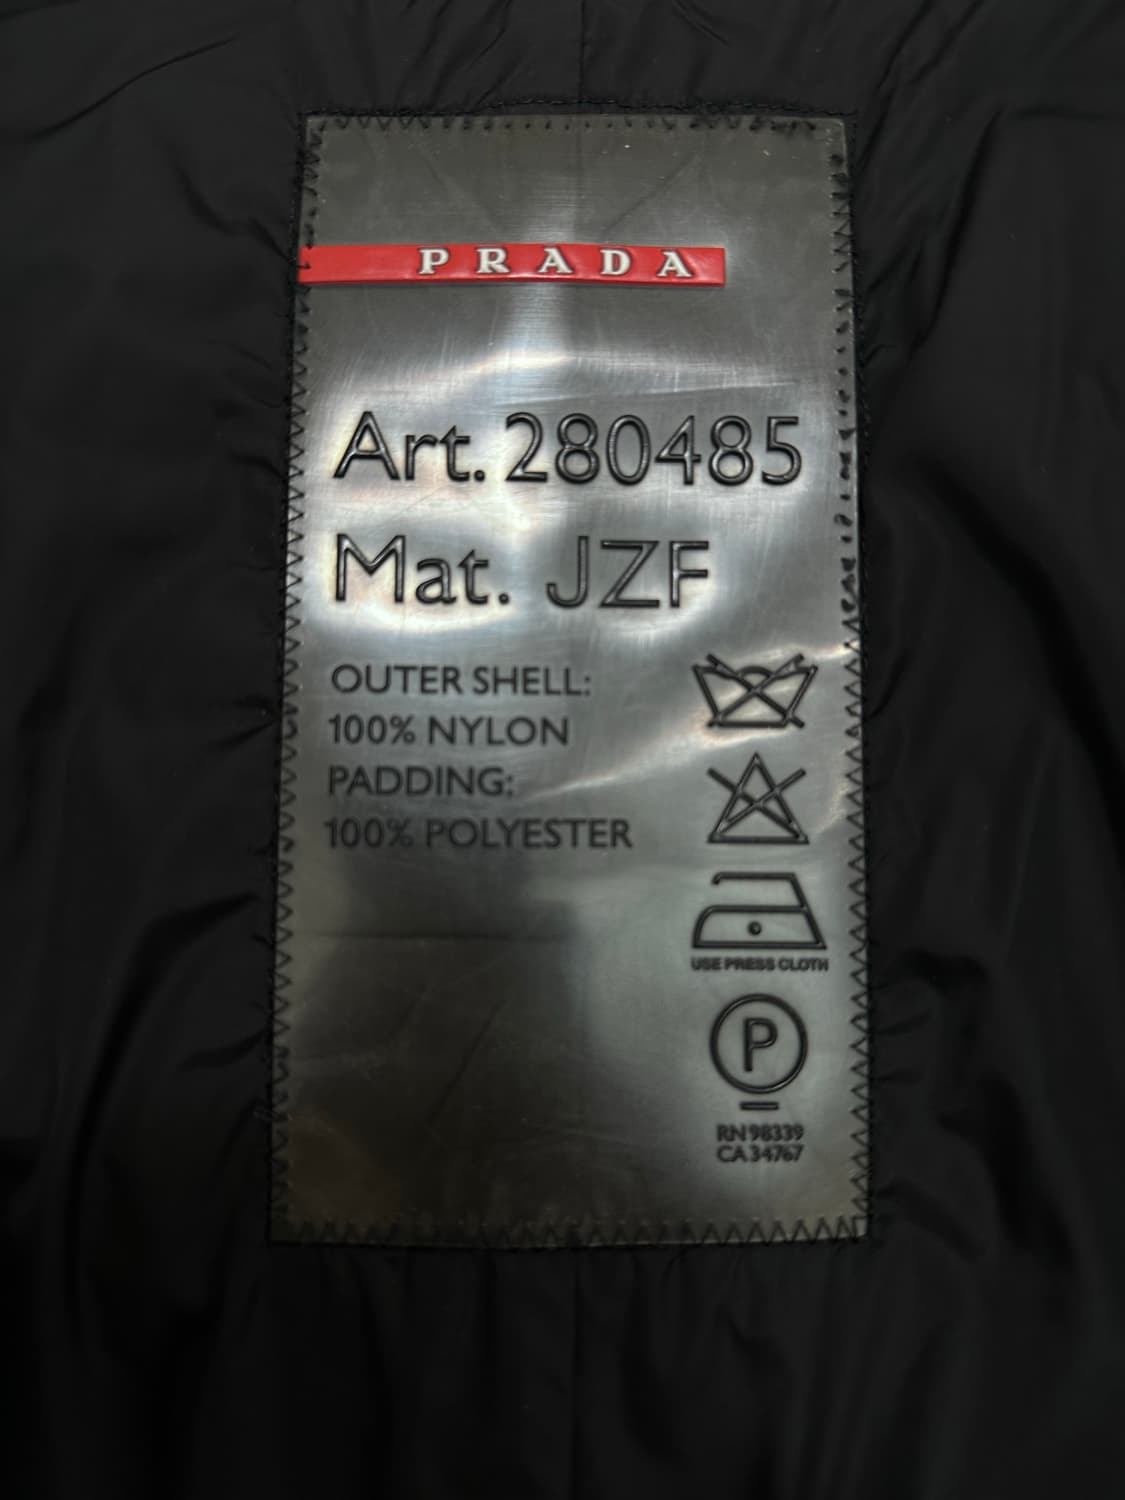 PRADA
Art. 280485
Mat. JZF
OUTER SHELL:
100% NYLON
PADDING:
100% POLYESTER
USE PRESS CLOTH
P
RN 98339
CA 34767